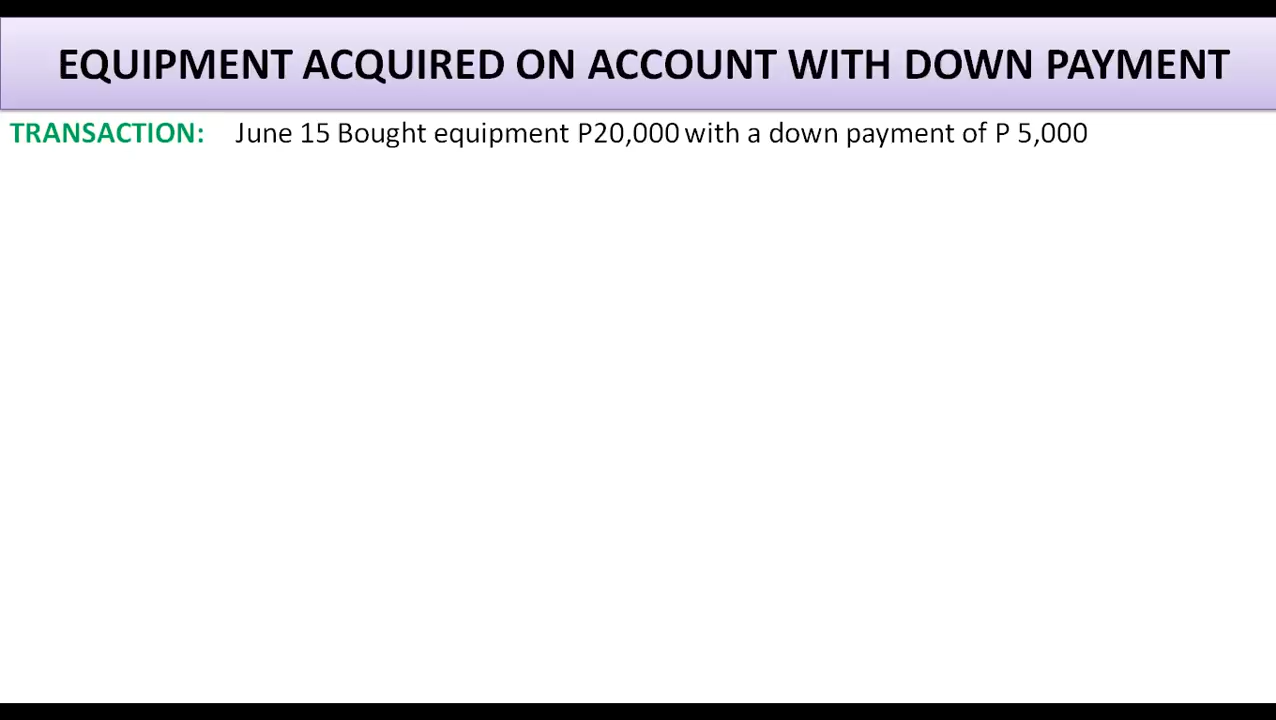 EQUIPMENT ACQUIRED ON ACCOUNT WITH DOWN PAYMENT
TRANSACTION: June 15 Bought equipment P20,000 with a down payment of P 5,000